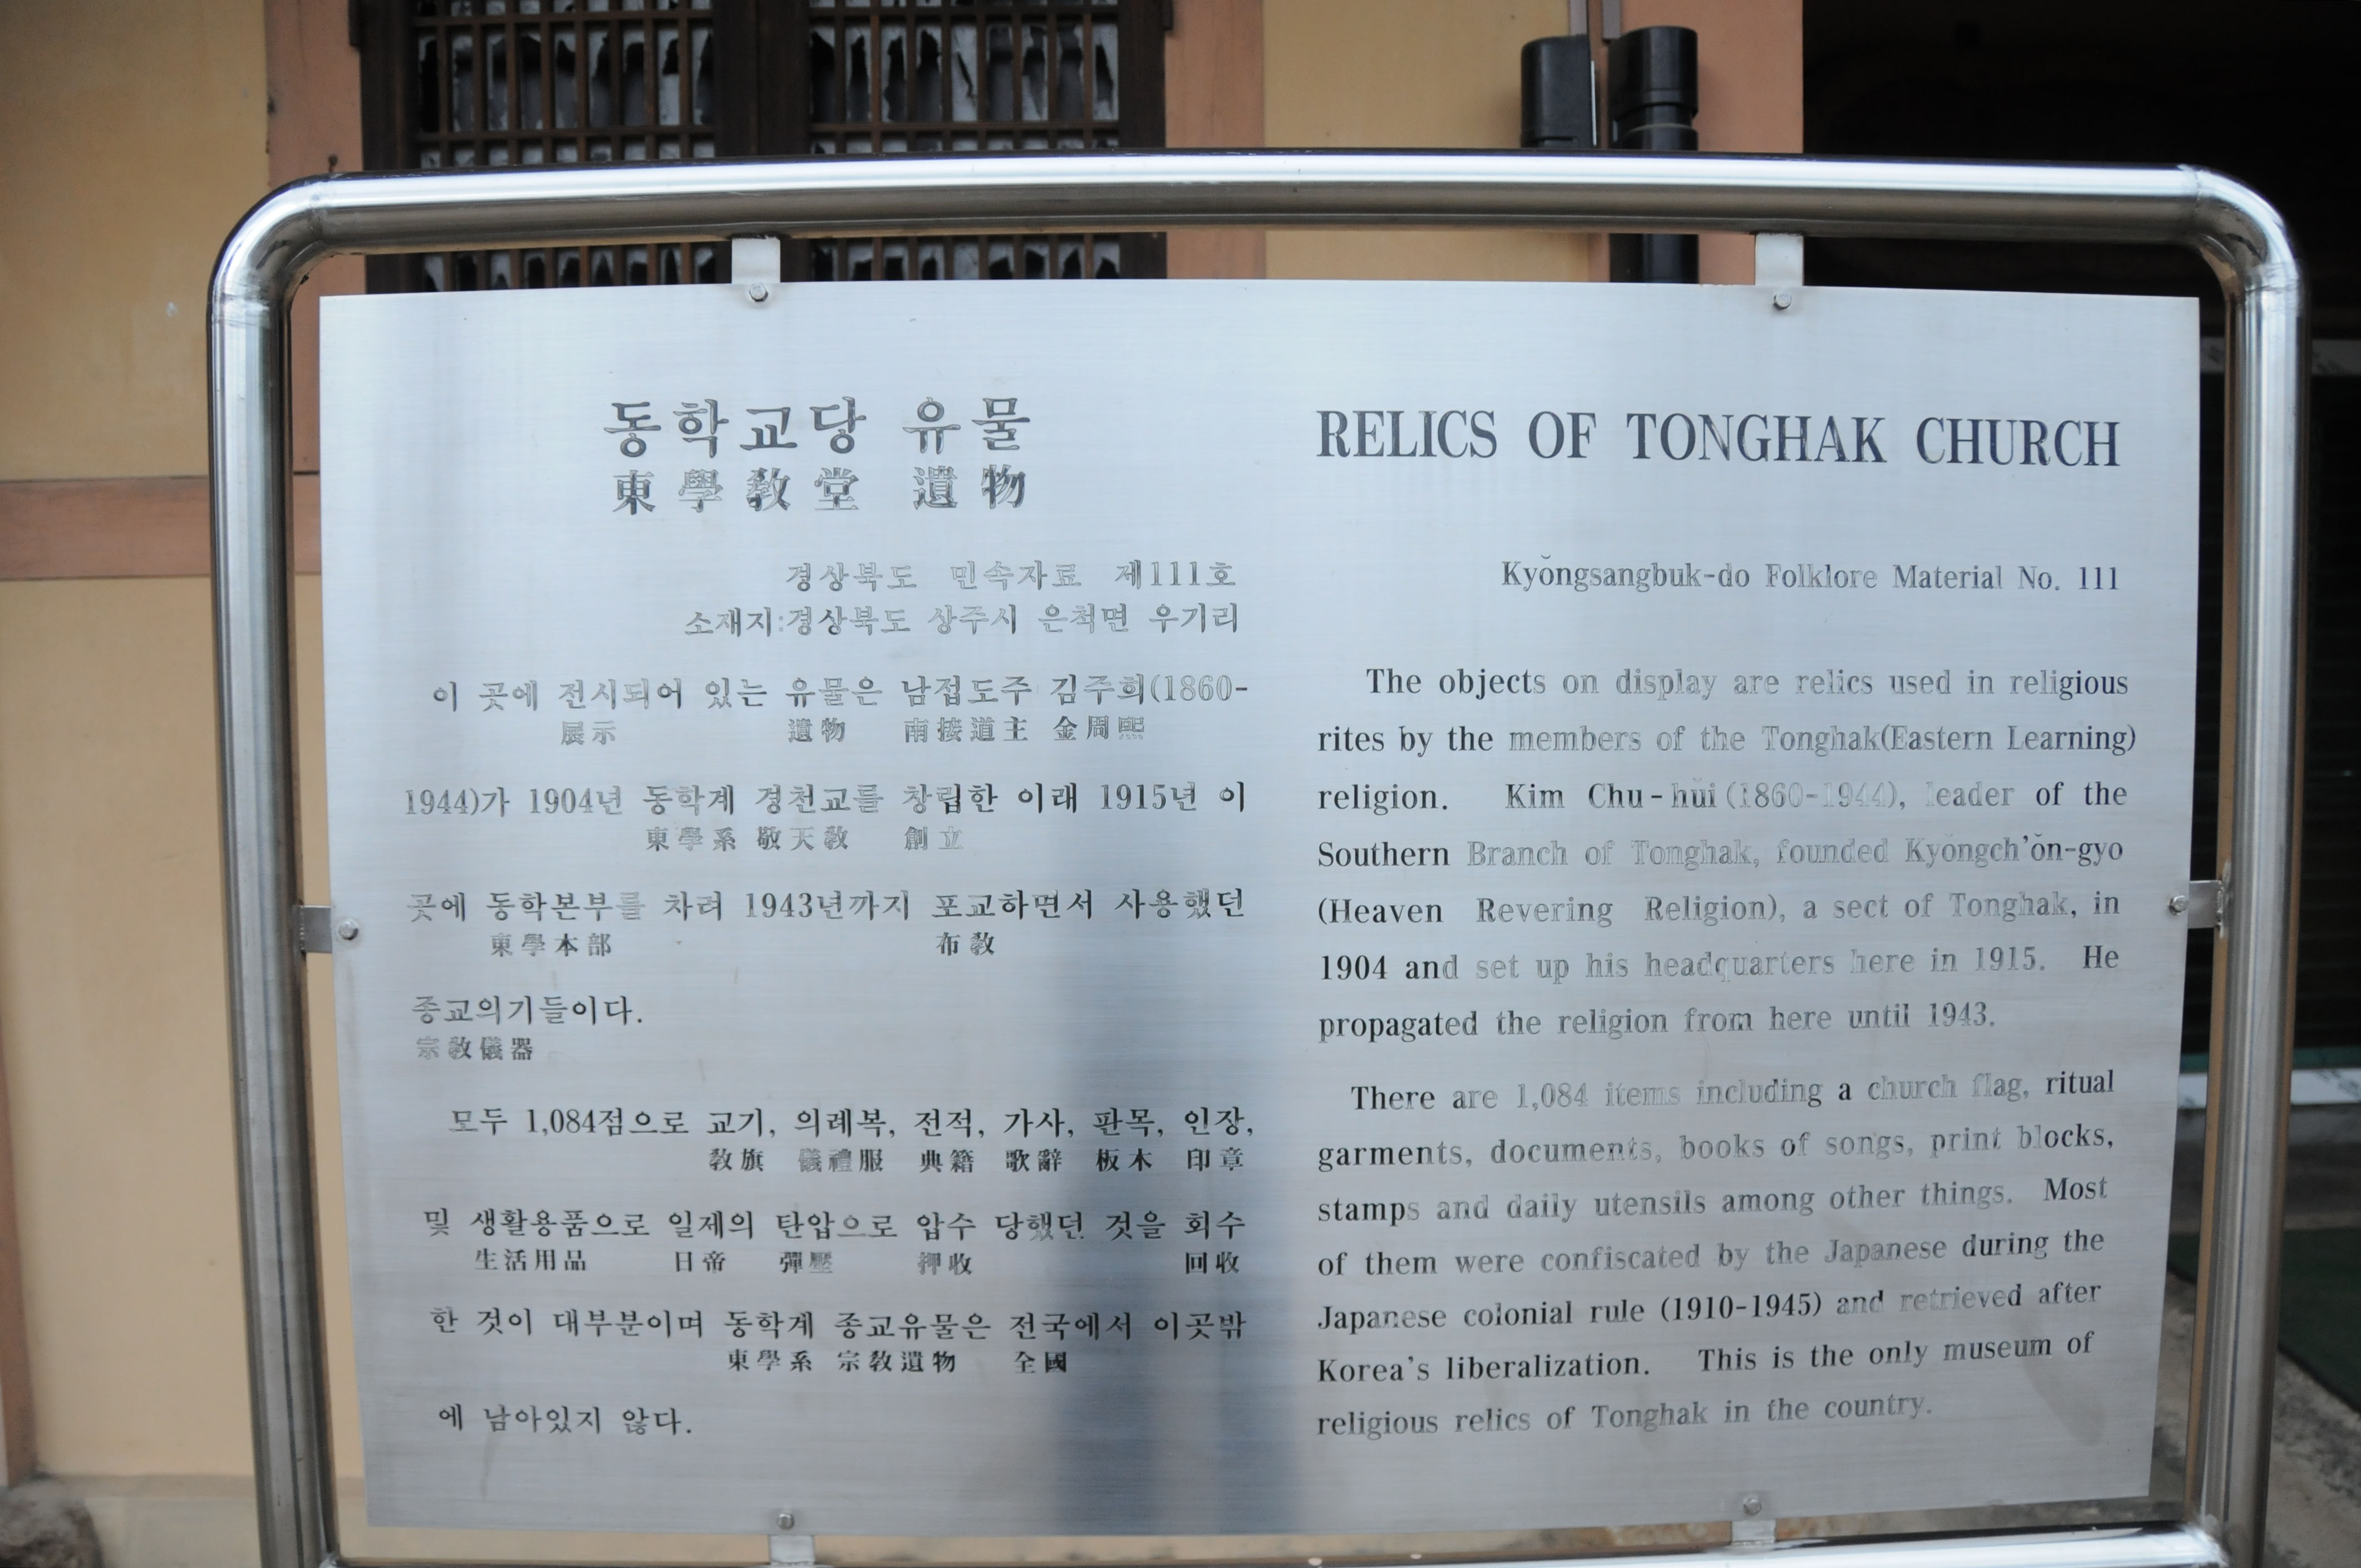 동학교당 유물
東學敎堂 遺物
경상북도 민속자료 제111호
소재지:경상북도 상주시 은척면 우기리
이 곳에 전시되어 있는 유물은 남접도주 김주희(1860-
展示 遺物 南接道主 金周熙
1944)가 1904년 동학계 경천교를 창립한 이래 1915년 이
東學系 敬天敎 創立
곳에 동학본부를 차려 1943년까지 포교하면서 사용했던
東學本部 布敎
종교의기들이다.
宗敎儀器
모두 1,084점으로 교기, 의례복, 전적, 가사, 판목, 인장,
敎旗 儀禮服 典籍 歌辭 板木 印章
및 생활용품으로 일제의 탄압으로 압수 당했던 것을 회수
生活用品 日帝 彈壓 押收 回收
한 것이 대부분이며 동학계 종교유물은 전국에서 이곳밖
東學系 宗敎遺物 全國
에 남아있지 않다.
RELICS OF TONGHAK CHURCH
Kyŏngsangbuk-do Folklore Material No. 111
The objects on display are relics used in religious
rites by the members of the Tonghak(Eastern Learning)
religion. Kim Chu-hŭi(1860-1944), leader of the
Southern Branch of Tonghak, founded Kyŏngch'ŏn-gyo
(Heaven Revering Religion), a sect of Tonghak, in
1904 and set up his headquarters here in 1915. He
propagated the religion from here until 1943.
There are 1,084 items including a church flag, ritual
garments, documents, books of songs, print blocks,
stamps and daily utensils among other things. Most
of them were confiscated by the Japanese during the
Japanese colonial rule (1910-1945) and retrieved after
Korea's liberalization. This is the only museum of
religious relics of Tonghak in the country.